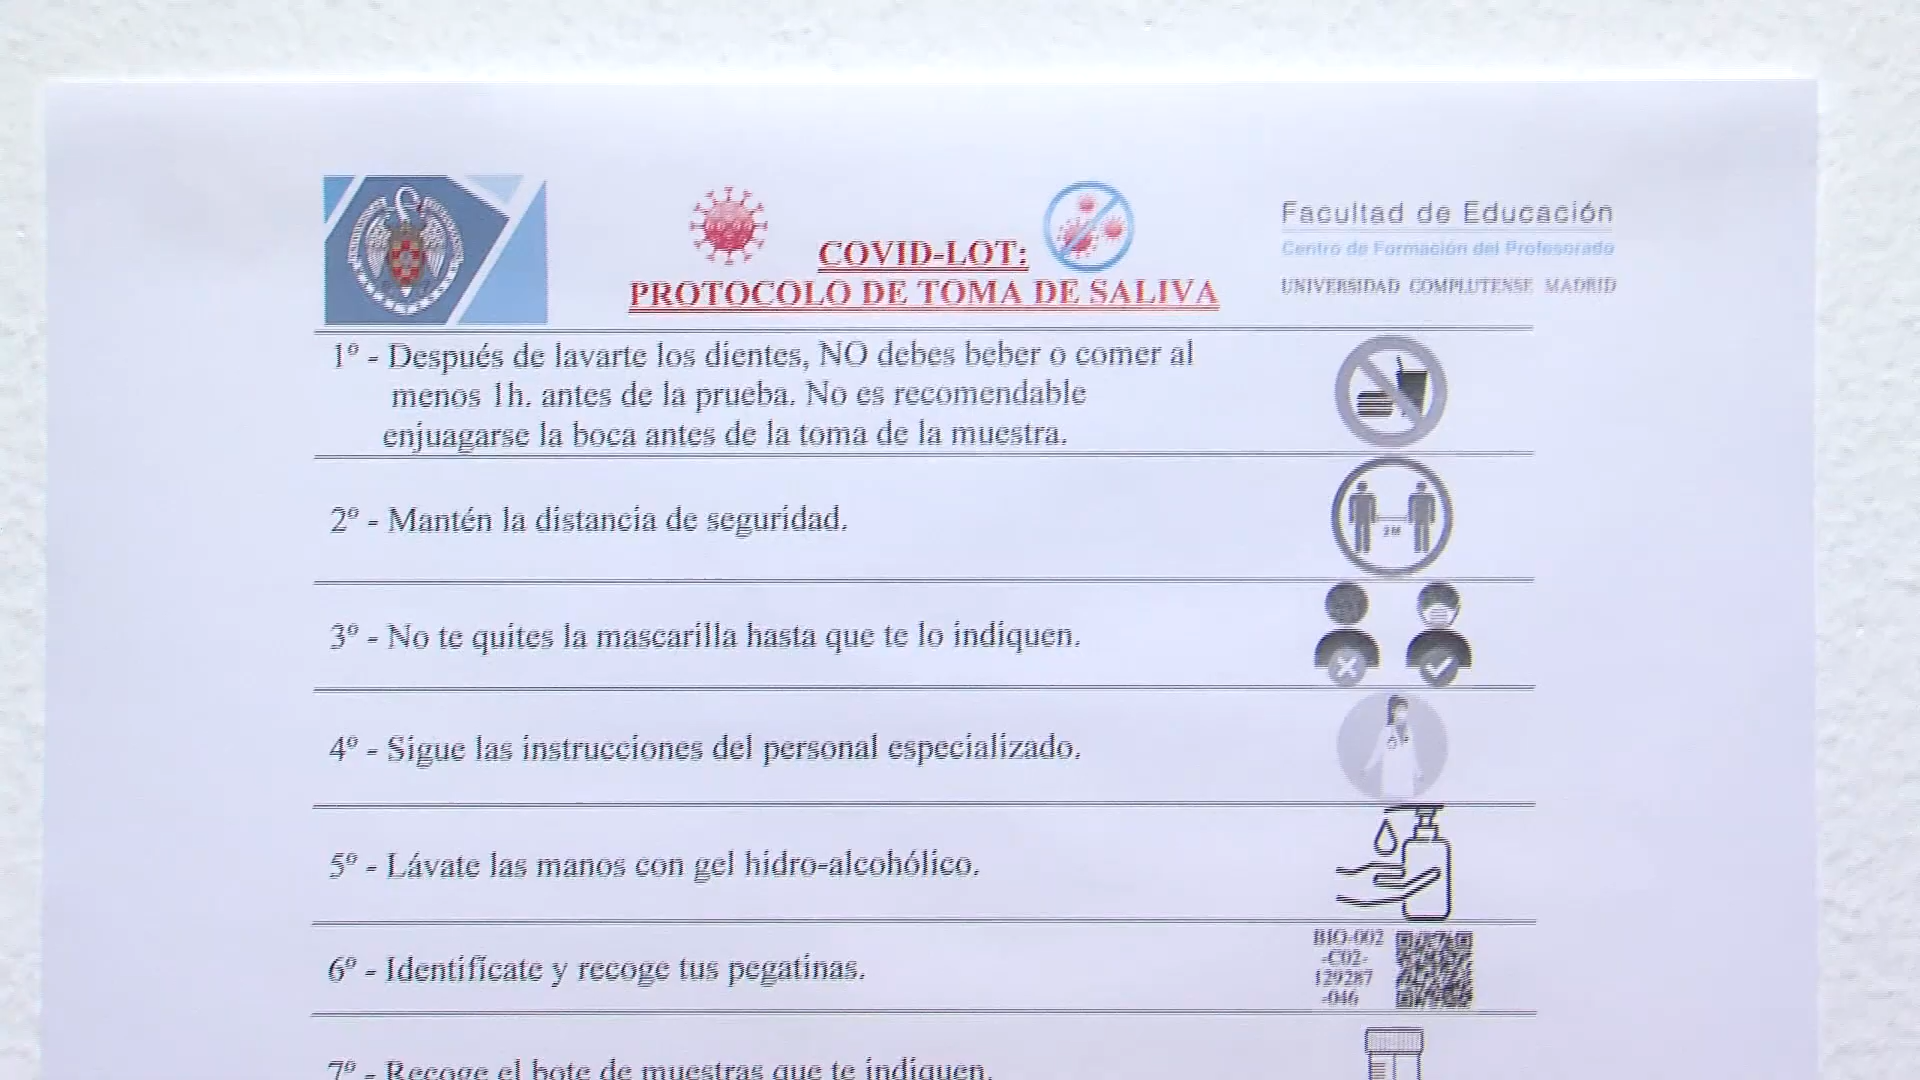 COVID-LOT:
PROTOCOLO DE TOMA DE SALIVA
Facultad de Educación
Centro de Formación del Profesorado
UNIVERSIDAD COMPLUTENSE MADRID
1º - Después de lavarte los dientes, NO debes beber o comer al
menos 1h. antes de la prueba. No es recomendable
enjuagarse la boca antes de la toma de la muestra.
2º - Mantén la distancia de seguridad.
2M
3º - No te quites la mascarilla hasta que te lo indiquen.
4º - Sigue las instrucciones del personal especializado.
5º - Lávate las manos con gel hidro-alcohólico.
6º - Identifícate y recoge tus pegatinas.
BIO-002
-C02-
129287
-046
7º - Recoge el bote de muestras que te indiquen.